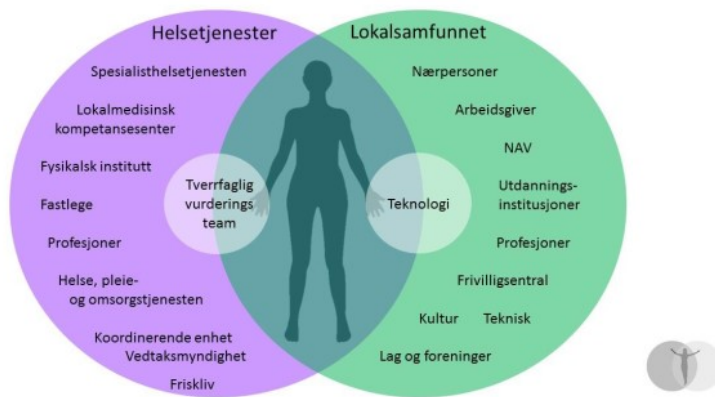 Helsetjenester
Spesialisthelsetjenesten
Lokalmedisinsk
kompetansesenter
Fysikalsk institutt
Fastlege
Profesjoner
Helse, pleie-
og omsorgstjenesten
Koordinerende enhet
Vedtaksmyndighet
Friskliv
Tverrfaglig
vurderings
team
Lokalsamfunnet
Nærpersoner
Arbeidsgiver
NAV
Utdannings-
institusjoner
Profesjoner
Frivilligsentral
Kultur Teknisk
Lag og foreninger
Teknologi